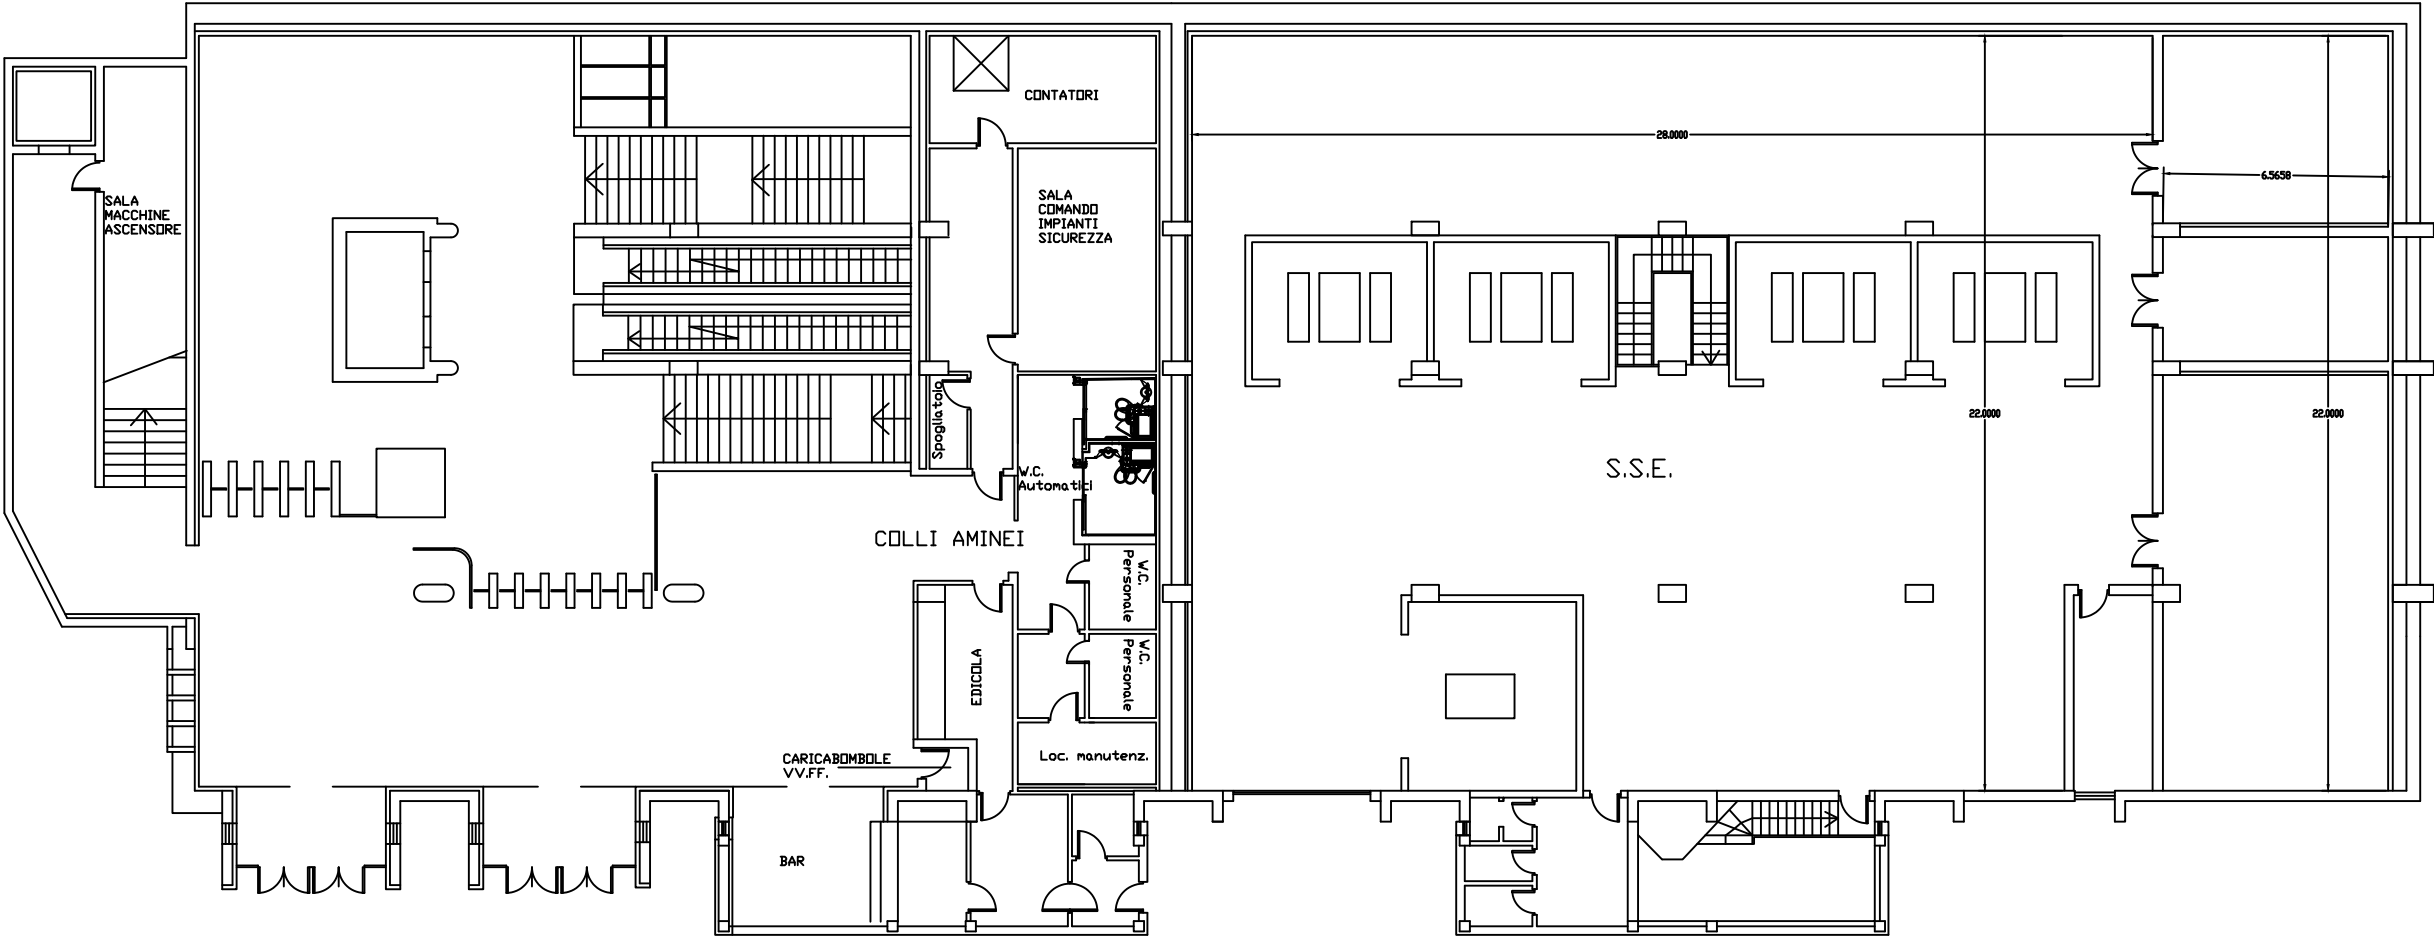 CONTATORI
28.0000
6.5658
SALA
MACCHINE
ASCENSORE
SALA
COMANDO
IMPIANTI
SICUREZZA
Spogliatoio
22.0000
22.0000
W.C.
Automatici
S.S.E.
COLLI AMINEI
W.C.
Personale
EDICOLA
W.C.
Personale
CARICABOMBOLE
VV.FF.
Loc. manutenz.
BAR